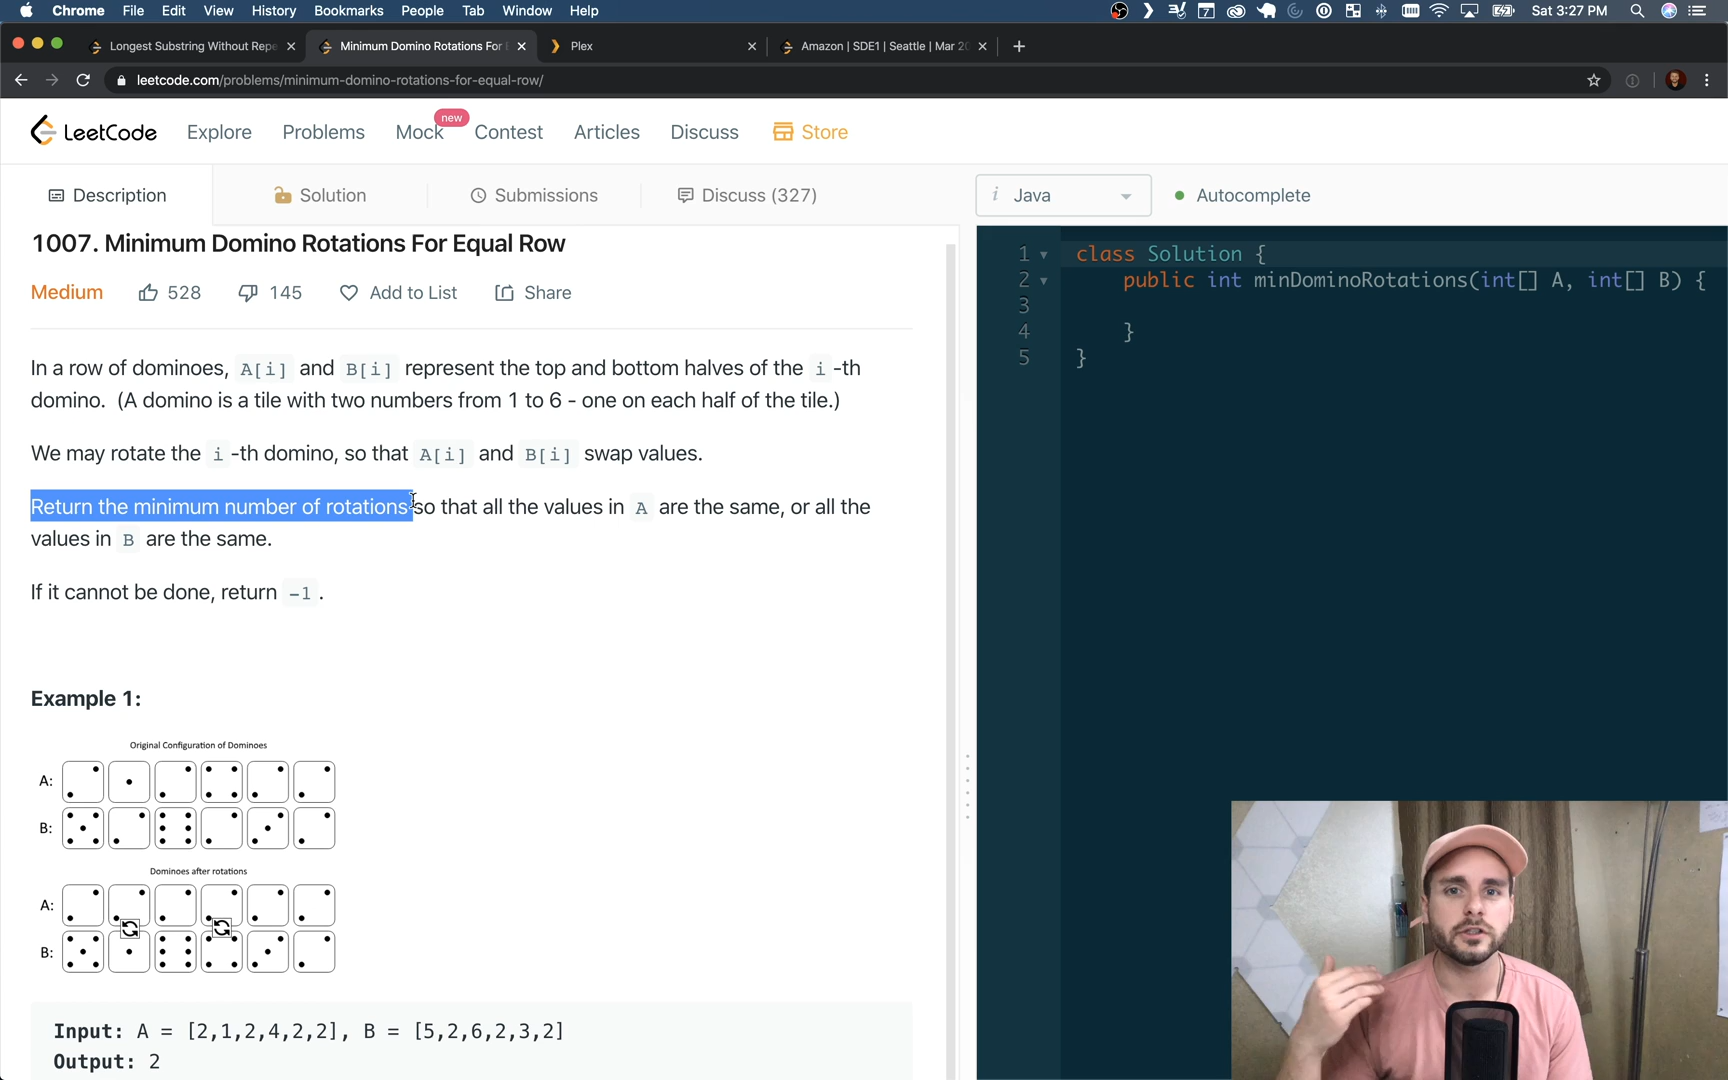 Chrome File Edit View History Bookmarks People Tab Window Help
7
Sat 3:27 PM
Longest Substring Without Repe
Minimum Domino Rotations For E
Plex
Amazon | SDE1 | Seattle | Mar 20
leetcode.com/problems/minimum-domino-rotations-for-equal-row/
LeetCode Explore Problems Mock new Contest Articles Discuss Store
Description Solution Submissions Discuss (327)
i Java Autocomplete
1007. Minimum Domino Rotations For Equal Row
Medium 528 145 Add to List Share
In a row of dominoes, A[i] and B[i] represent the top and bottom halves of the i -th
domino. (A domino is a tile with two numbers from 1 to 6 - one on each half of the tile.)
We may rotate the i -th domino, so that A[i] and B[i] swap values.
Return the minimum number of rotations so that all the values in A are the same, or all the
values in B are the same.
If it cannot be done, return -1 .
Example 1:
Original Configuration of Dominoes
A:
B:
Dominoes after rotations
A:
B:
Input: A = [2,1,2,4,2,2], B = [5,2,6,2,3,2]
Output: 2
1 class Solution {
2 public int minDominoRotations(int[] A, int[] B) {
3
4 }
5 }